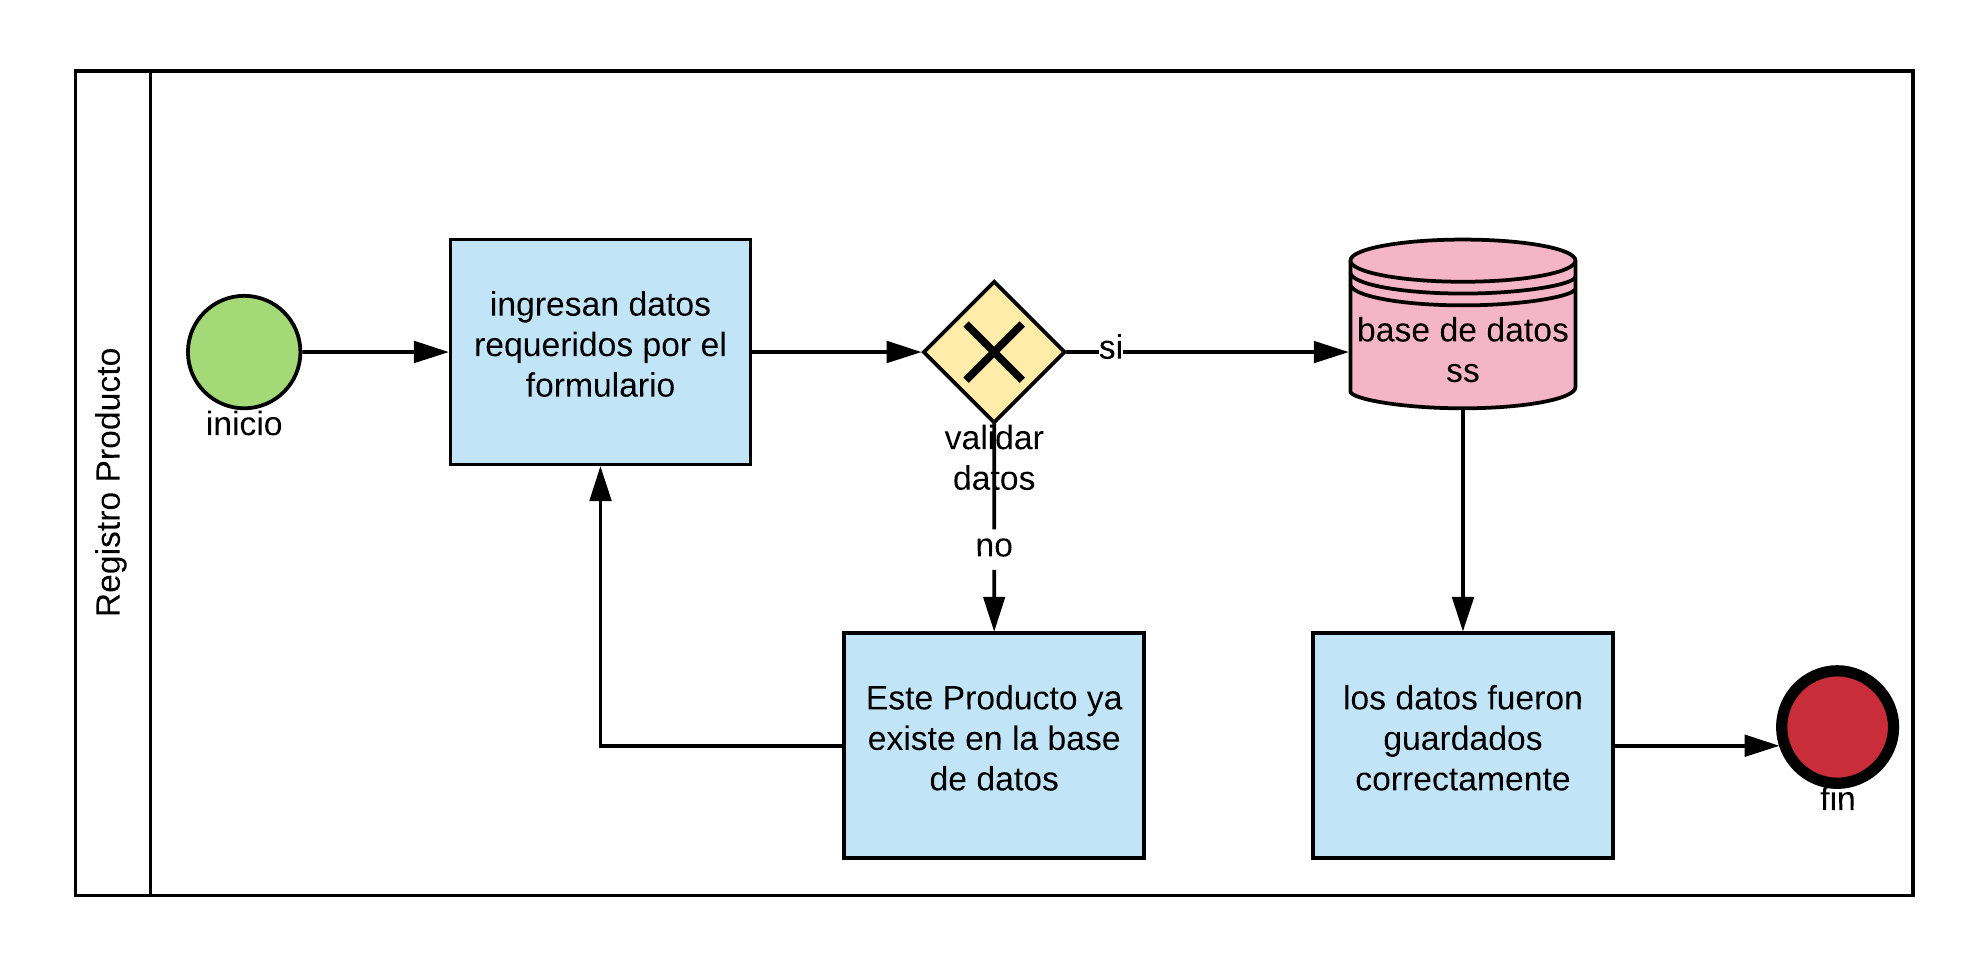 Registro Producto
inicio
ingresan datos
requeridos por el
formulario
validar
datos
si
no
base de datos
ss
Este Producto ya
existe en la base
de datos
los datos fueron
guardados
correctamente
fin